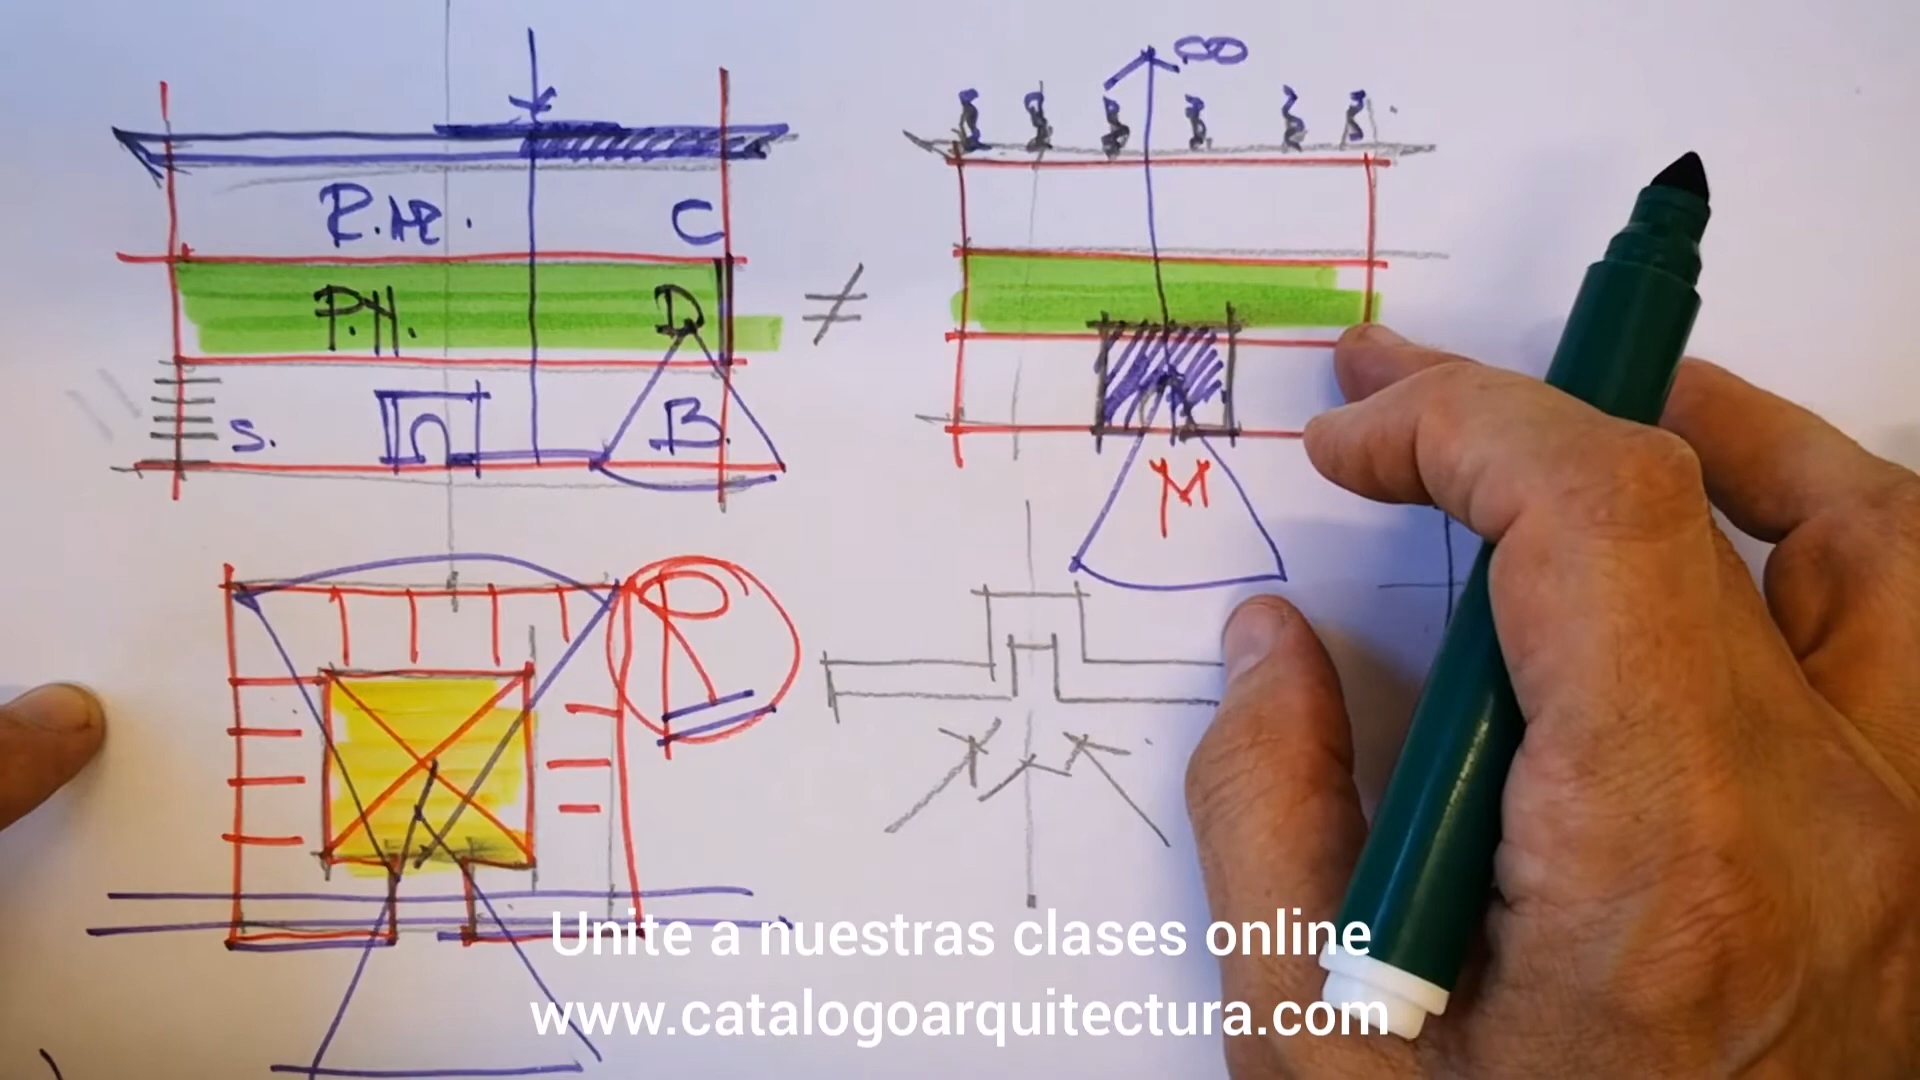 ∞
R.M. C
P.H. D
≠
S. B.
M
Unite a nuestras clases online
www.catalogoarquitectura.com